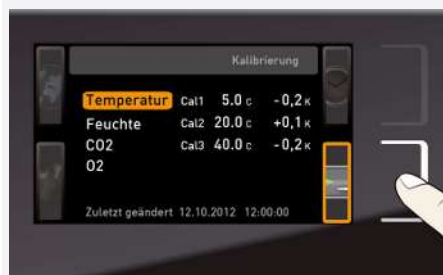 Kalibrierung
Temperatur Cal1 5.0 C -0,2 K
Feuchte Cal2 20.0 C +0,1 K
CO2 Cal3 40.0 C -0,2 K
O2
Zuletzt geändert 12.10.2012 12:00:00